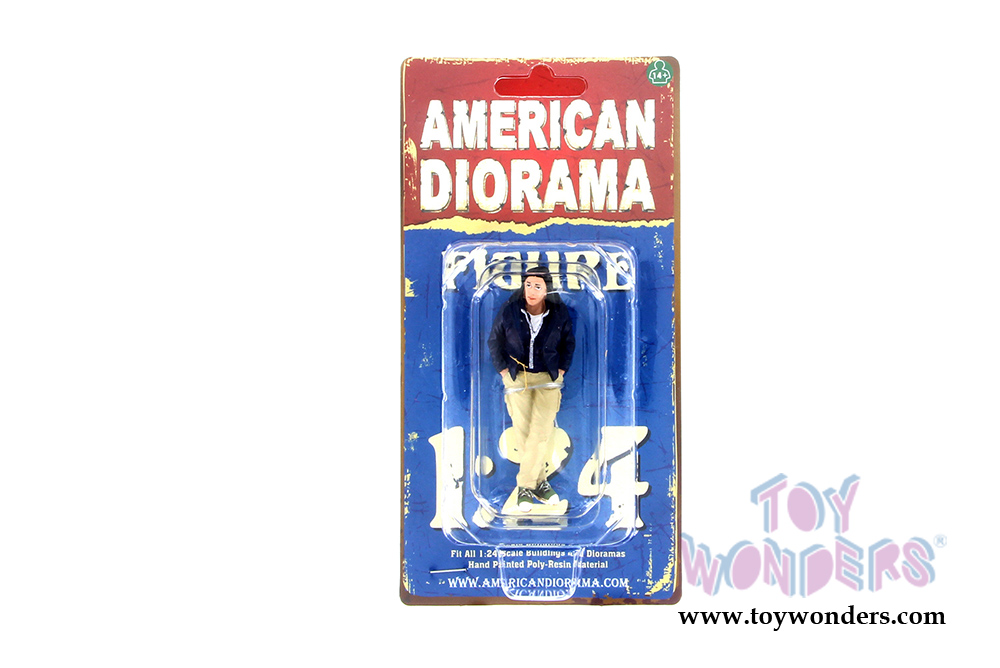 14+
AMERICAN
DIORAMA
FIGURE
1:24
Fit All 1:24 Scale Buildings and Dioramas
Hand Painted Poly-Resin Material
WWW.AMERICANDIORAMA.COM
TOY
WONDERS®
www.toywonders.com